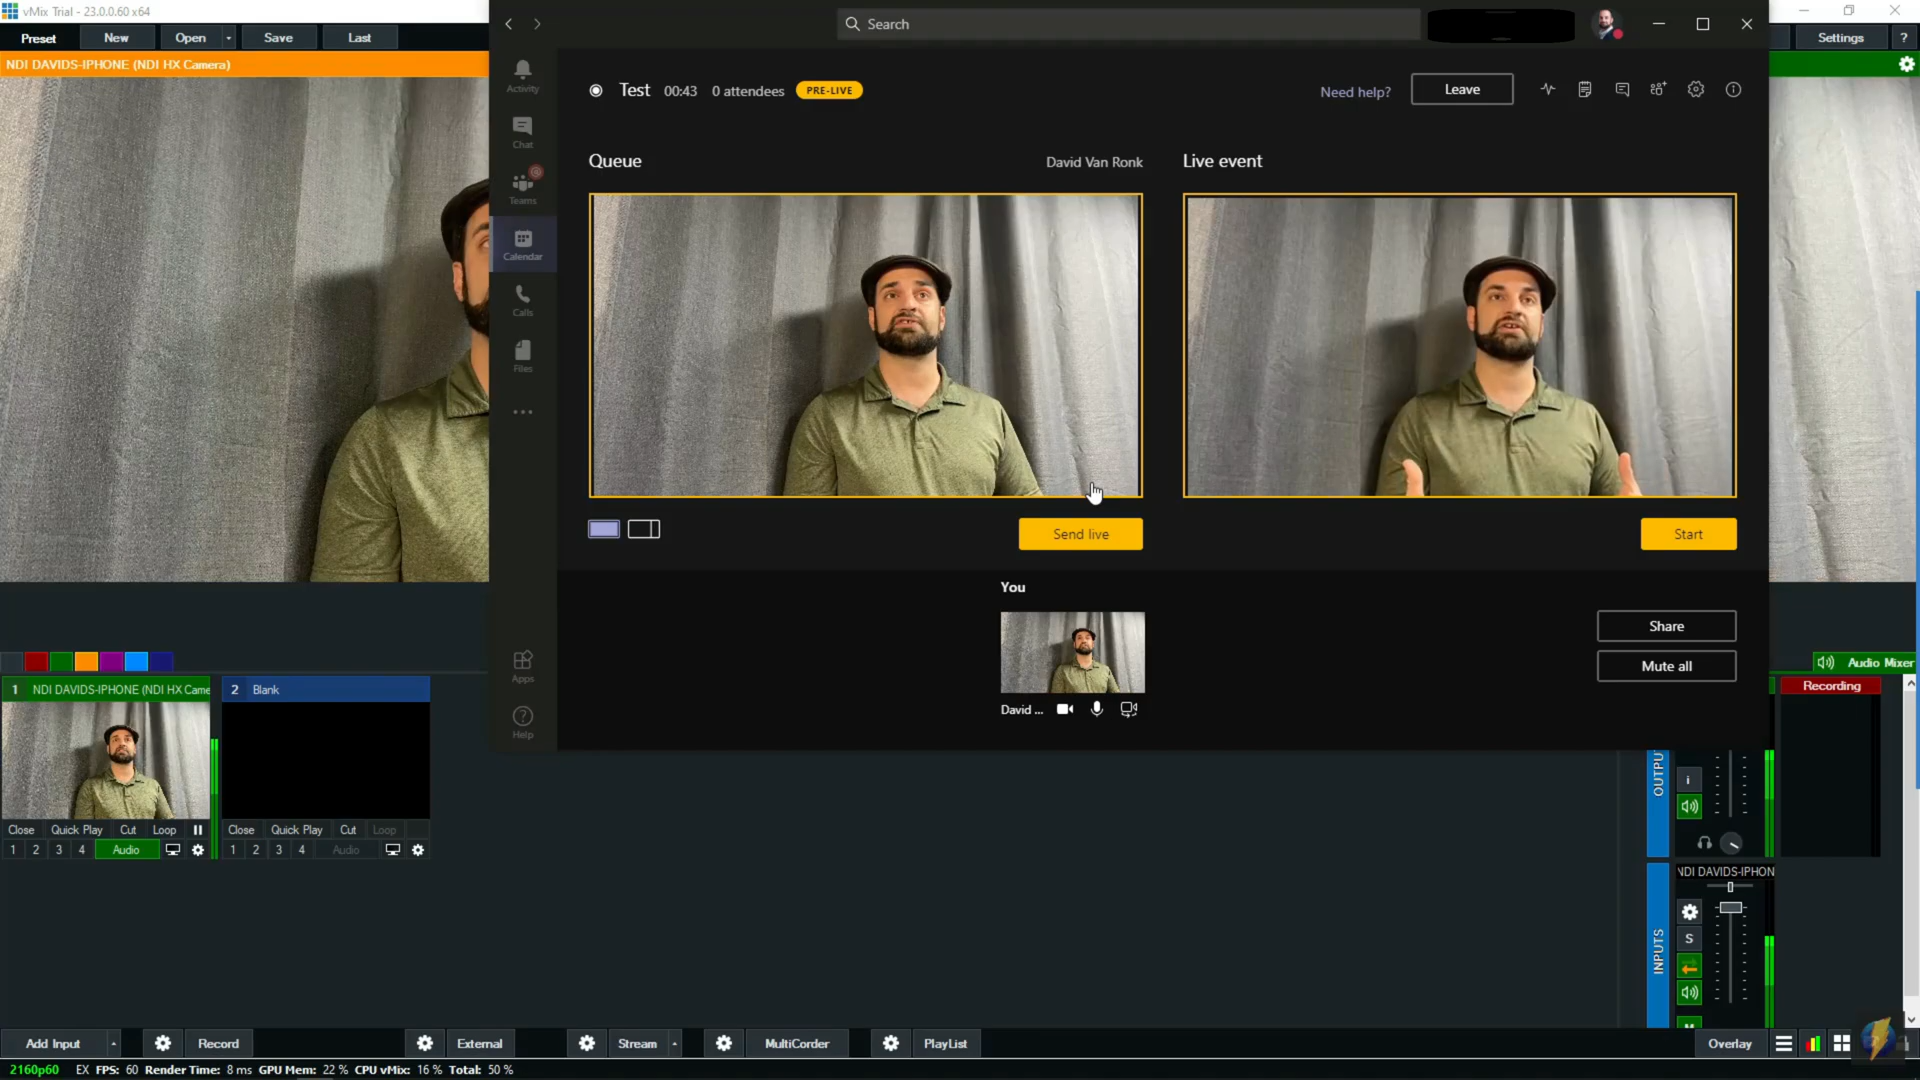 vMix Trial - 23.0.0.60 x64
Preset
New
Open
Save
Last
Search
Settings
?
NDI DAVIDS-IPHONE (NDI HX Camera)
Activity
Chat
Teams
Calendar
Calls
Files
Apps
Help
Test 00:43 0 attendees PRE-LIVE
Need help?
Leave
Queue
David Van Ronk
Live event
Send live
Start
You
David ...
Share
Mute all
Audio Mixer
Recording
1 NDI DAVIDS-IPHONE (NDI HX Came
2 Blank
Close Quick Play Cut Loop
1 2 3 4 Audio
Close Quick Play Cut Loop
1 2 3 4 Audio
OUTPU
i
NDI DAVIDS-IPHON
INPUTS
S
M
Add Input
Record
External
Stream
MultiCorder
PlayList
Overlay
2160p60 EX FPS: 60 Render Time: 8 ms GPU Mem: 22 % CPU vMix: 16 % Total: 50 %